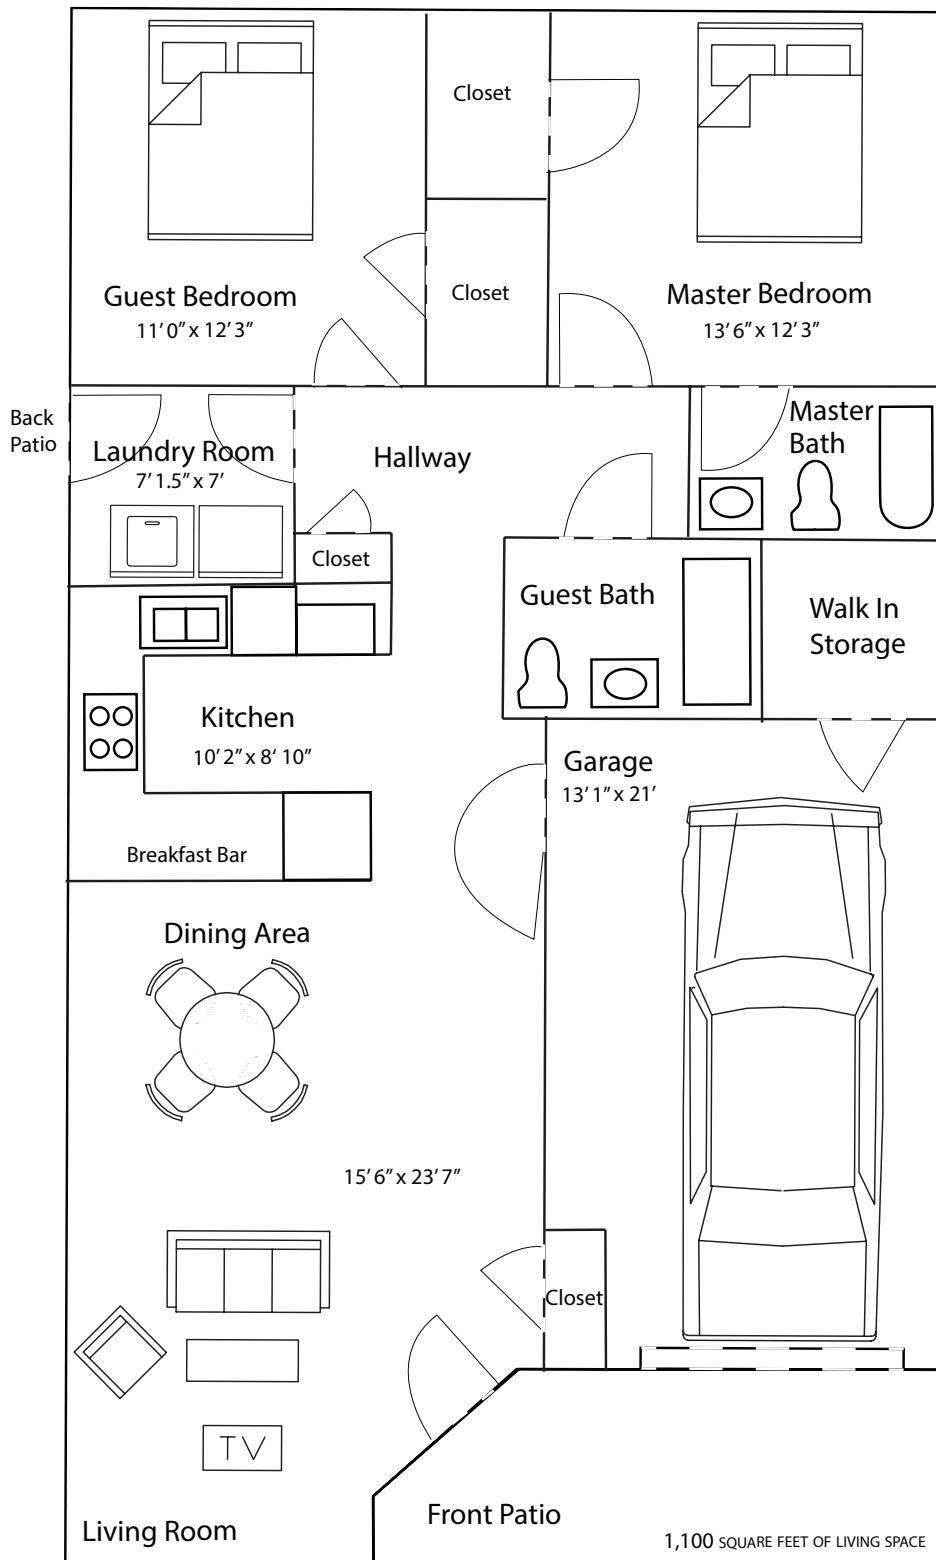 Closet
Closet
Guest Bedroom
11’ 0” x 12’ 3”
Master Bedroom
13’ 6” x 12’ 3”
Back
Patio
Laundry Room
7’ 1.5” x 7’
Hallway
Master
Bath
Closet
Guest Bath
Walk In
Storage
Kitchen
10’ 2” x 8‘ 10”
Garage
13’ 1” x 21’
Breakfast Bar
Dining Area
15’ 6” x 23’ 7”
Closet
TV
Living Room
Front Patio
1,100 SQUARE FEET OF LIVING SPACE